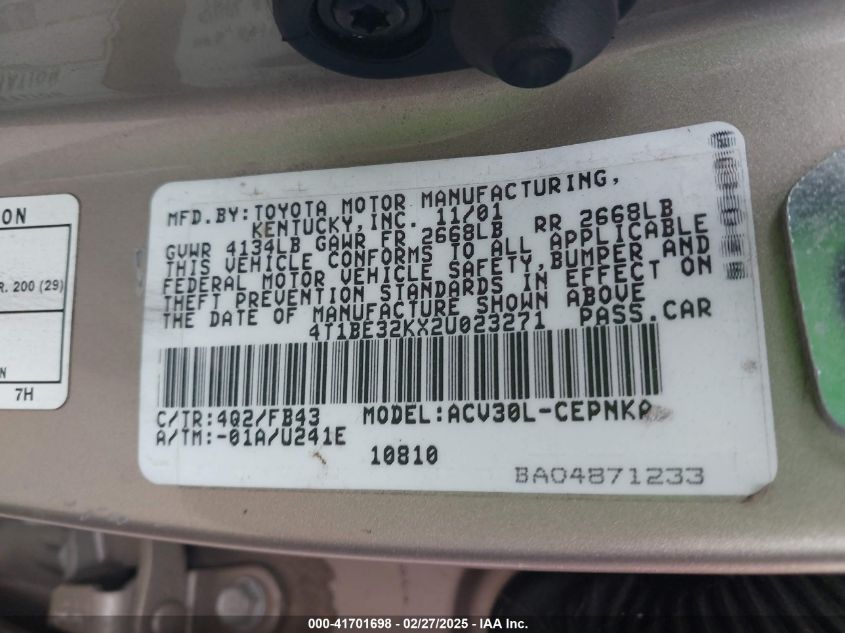 ATION
ON
R. 200 (29)
N
7H
MFD.BY:TOYOTA MOTOR MANUFACTURING,
KENTUCKY,INC. 11/01
GVWR 4134LB GAWR FR 2668LB RR 2668LB
THIS VEHICLE CONFORMS TO ALL APPLICABLE
FEDERAL MOTOR VEHICLE SAFETY,BUMPER AND
THEFT PREVENTION STANDARDS IN EFFECT ON
THE DATE OF MANUFACTURE SHOWN ABOVE
4T1BE32KX2U023271 PASS.CAR
C/TR:4Q2/FB43 MODEL:ACV30L-CEPNKP
A/TM:-01A/U241E
10810
BA04871233
000-41701698 - 02/27/2025 - IAA Inc.